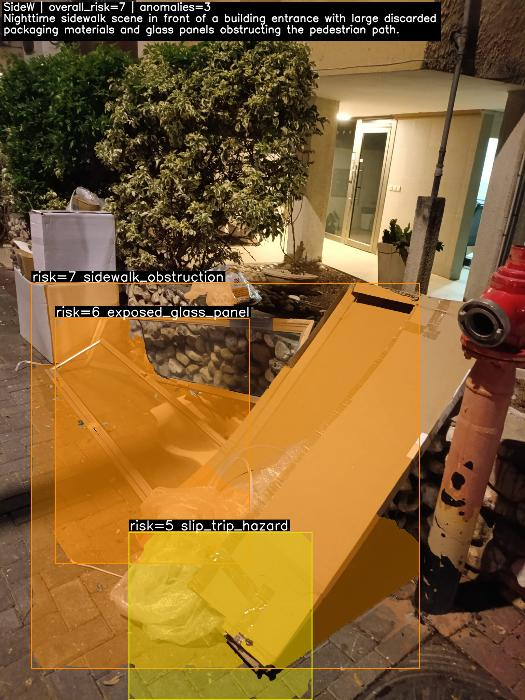 SideW | overall_risk=7 | anomalies=3
Nighttime sidewalk scene in front of a building entrance with large discarded
packaging materials and glass panels obstructing the pedestrian path.
risk=7 sidewalk_obstruction
risk=6 exposed_glass_panel
risk=5 slip_trip_hazard